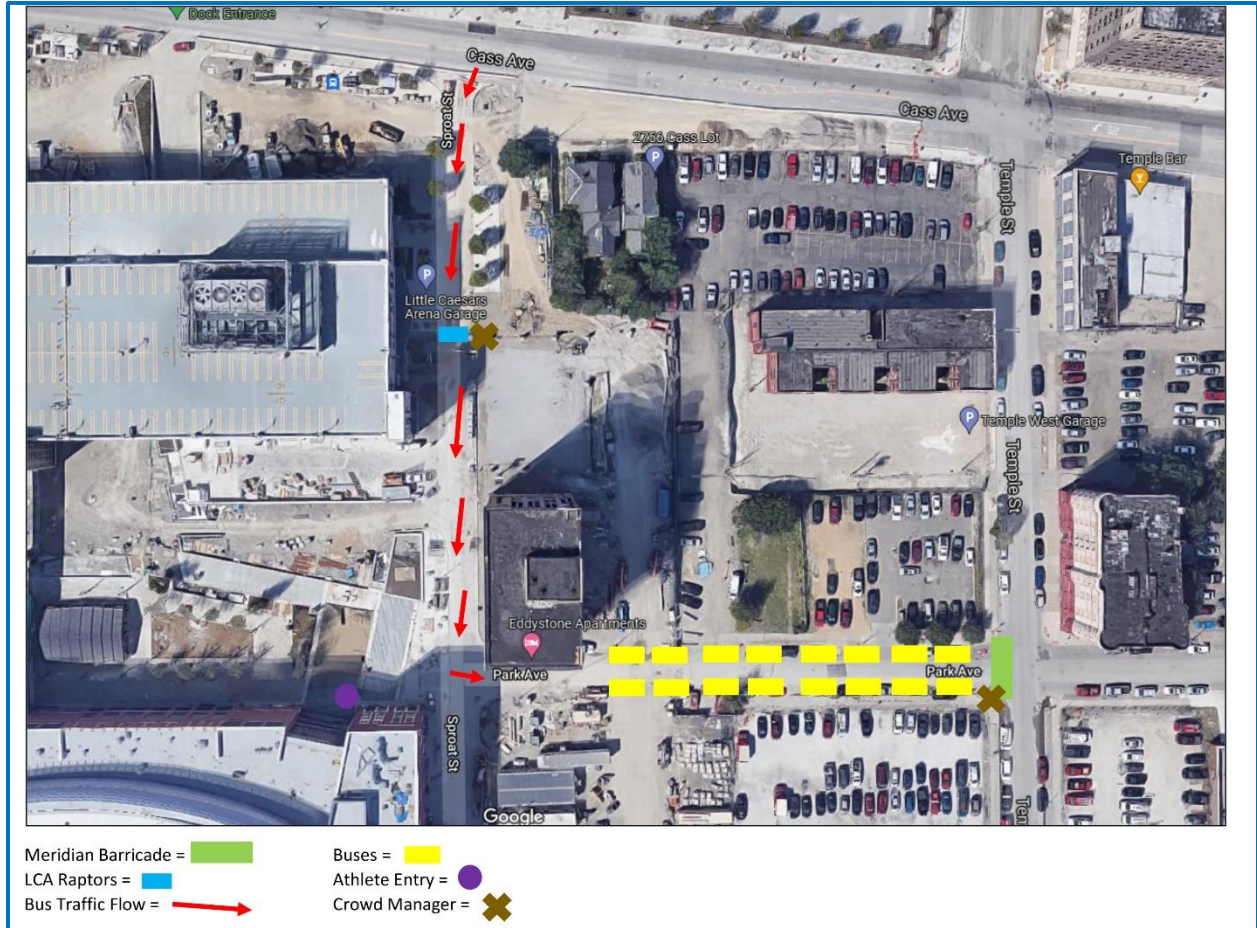 Dock Entrance
Cass Ave
Sproat St
Cass Ave
2756 Cass Lot
Temple Bar
Temple St
P
P
Little Caesars
Arena Garage
P
Temple West Garage
Temple St
Eddystone Apartments
Park Ave
Park Ave
Sproat St
Google
Tem
Meridian Barricade =
Buses =
LCA Raptors =
Athlete Entry =
Bus Traffic Flow =
Crowd Manager =